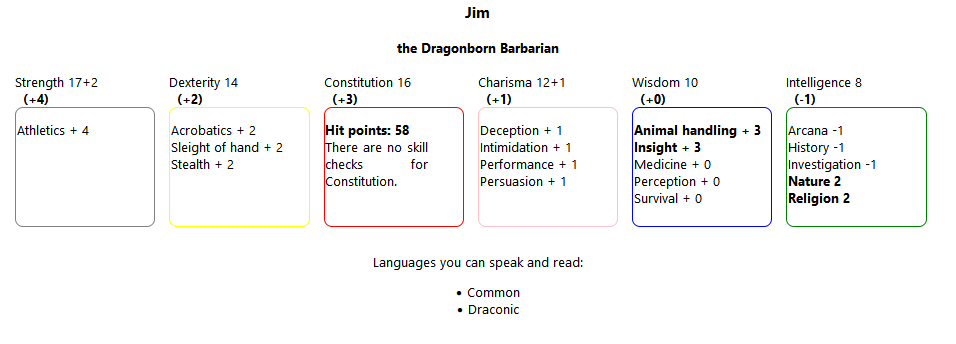 Jim
the Dragonborn Barbarian
Strength 17+2
(+4)
Athletics + 4
Dexterity 14
(+2)
Acrobatics + 2
Sleight of hand + 2
Stealth + 2
Constitution 16
(+3)
Hit points: 58
There are no skill
checks for
Constitution.
Charisma 12+1
(+1)
Deception + 1
Intimidation + 1
Performance + 1
Persuasion + 1
Wisdom 10
(+0)
Animal handling + 3
Insight + 3
Medicine + 0
Perception + 0
Survival + 0
Intelligence 8
(-1)
Arcana -1
History -1
Investigation -1
Nature 2
Religion 2
Languages you can speak and read:
• Common
• Draconic